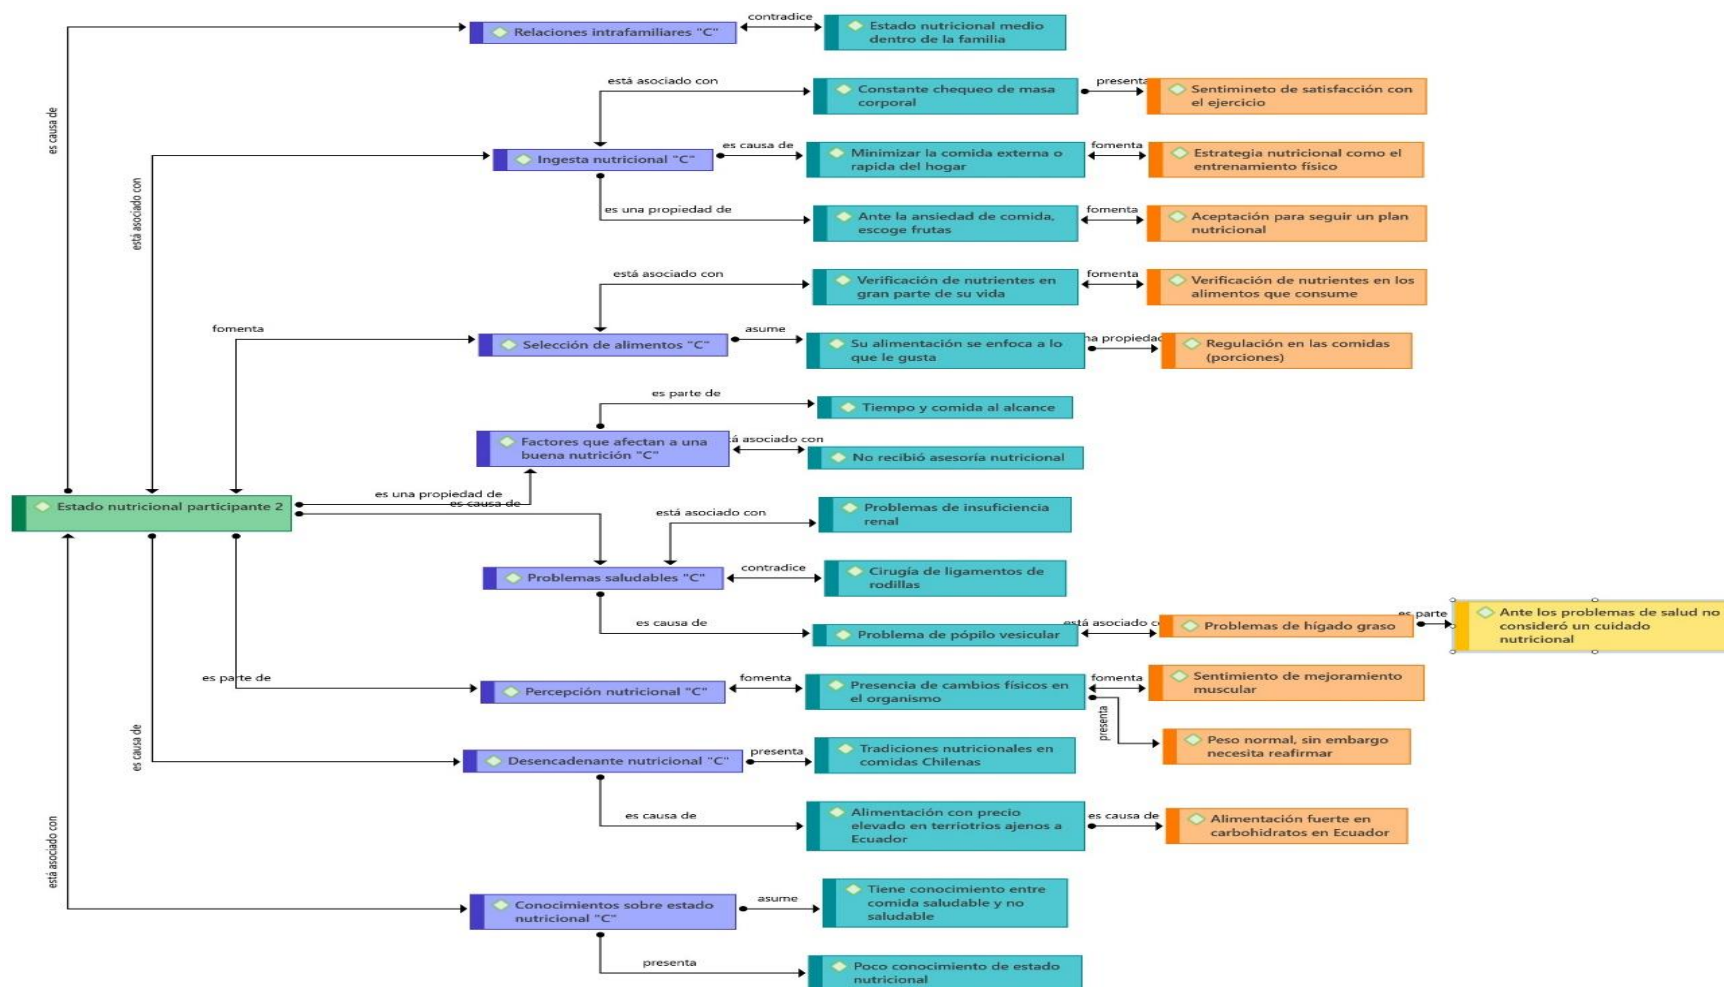 contradice
Relaciones intrafamiliares "C"
Estado nutricional medio
dentro de la familia
es causa de
está asociado con
Constante chequeo de masa
corporal
presenta
Sentimineto de satisfacción con
el ejercicio
Ingesta nutricional "C"
es causa de
Minimizar la comida externa o
rapida del hogar
fomenta
Estrategia nutricional como el
entrenamiento físico
está asociado con
es una propiedad de
Ante la ansiedad de comida,
escoge frutas
fomenta
Aceptación para seguir un plan
nutricional
está asociado con
Verificación de nutrientes en
gran parte de su vida
fomenta
Verificación de nutrientes en los
alimentos que consume
fomenta
Selección de alimentos "C"
asume
Su alimentación se enfoca a lo
que le gusta
na propiedad
Regulación en las comidas
(porciones)
es parte de
Tiempo y comida al alcance
Factores que afectan a una
buena nutrición "C"
tá asociado con
No recibió asesoría nutricional
Estado nutricional participante 2
es una propiedad de
es causa de
está asociado con
Problemas de insuficiencia
renal
Problemas saludables "C"
contradice
Cirugía de ligamentos de
rodillas
es causa de
Problema de pópilo vesicular
está asociado co
Problemas de hígado graso
es parte
Ante los problemas de salud no
consideró un cuidado
nutricional
es parte de
Percepción nutricional "C"
fomenta
Presencia de cambios físicos en
el organismo
fomenta
Sentimiento de mejoramiento
muscular
presenta
Peso normal, sin embargo
necesita reafirmar
es causa de
Desencadenante nutricional "C"
presenta
Tradiciones nutricionales en
comidas Chilenas
es causa de
Alimentación con precio
elevado en terriotrios ajenos a
Ecuador
es causa de
Alimentación fuerte en
carbohidratos en Ecuador
está asociado con
Conocimientos sobre estado
nutricional "C"
asume
Tiene conocimiento entre
comida saludable y no
saludable
presenta
Poco conocimiento de estado
nutricional